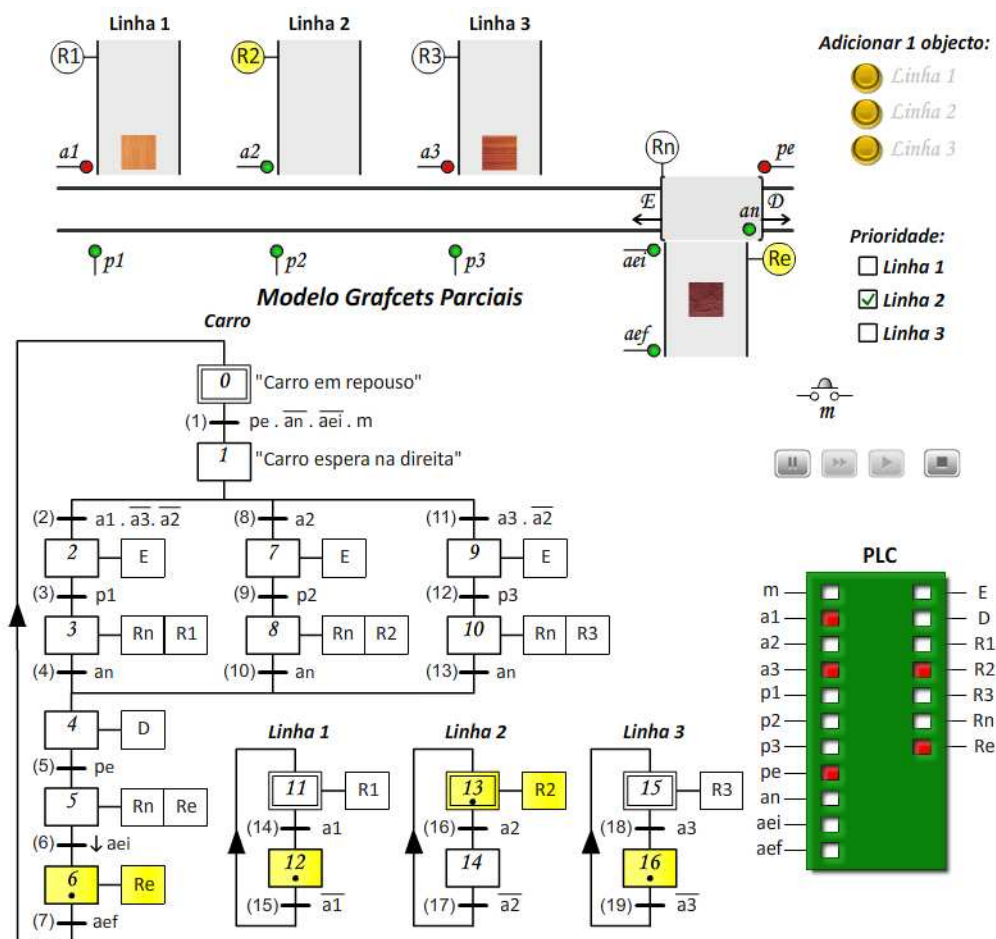 Linha 1 Linha 2 Linha 3
Adicionar 1 objecto:
R1 R2 R3
Linha 1
Linha 2
Linha 3
a1 a2 a3
Rn pe
E an D
p1 p2 p3
aei Re
aef
Prioridade:
Linha 1
Linha 2
Linha 3
m
Modelo Grafcets Parciais
Carro
0 "Carro em repouso"
(1) pe . an . aei . m
1 "Carro espera na direita"
(2) a1 . a3. a2 (8) a2 (11) a3 . a2
2 E 7 E 9 E
(3) p1 (9) p2 (12) p3
3 Rn R1 8 Rn R2 10 Rn R3
(4) an (10) an (13) an
4 D
(5) pe
5 Rn Re
(6) ↓ aei
6 Re
(7) aef
Linha 1 Linha 2 Linha 3
11 R1 13 R2 15 R3
(14) a1 (16) a2 (18) a3
12 14 16
(15) a1 (17) a2 (19) a3
PLC
m E
a1 D
a2 R1
a3 R2
p1 R3
p2 Rn
p3 Re
pe
an
aei
aef